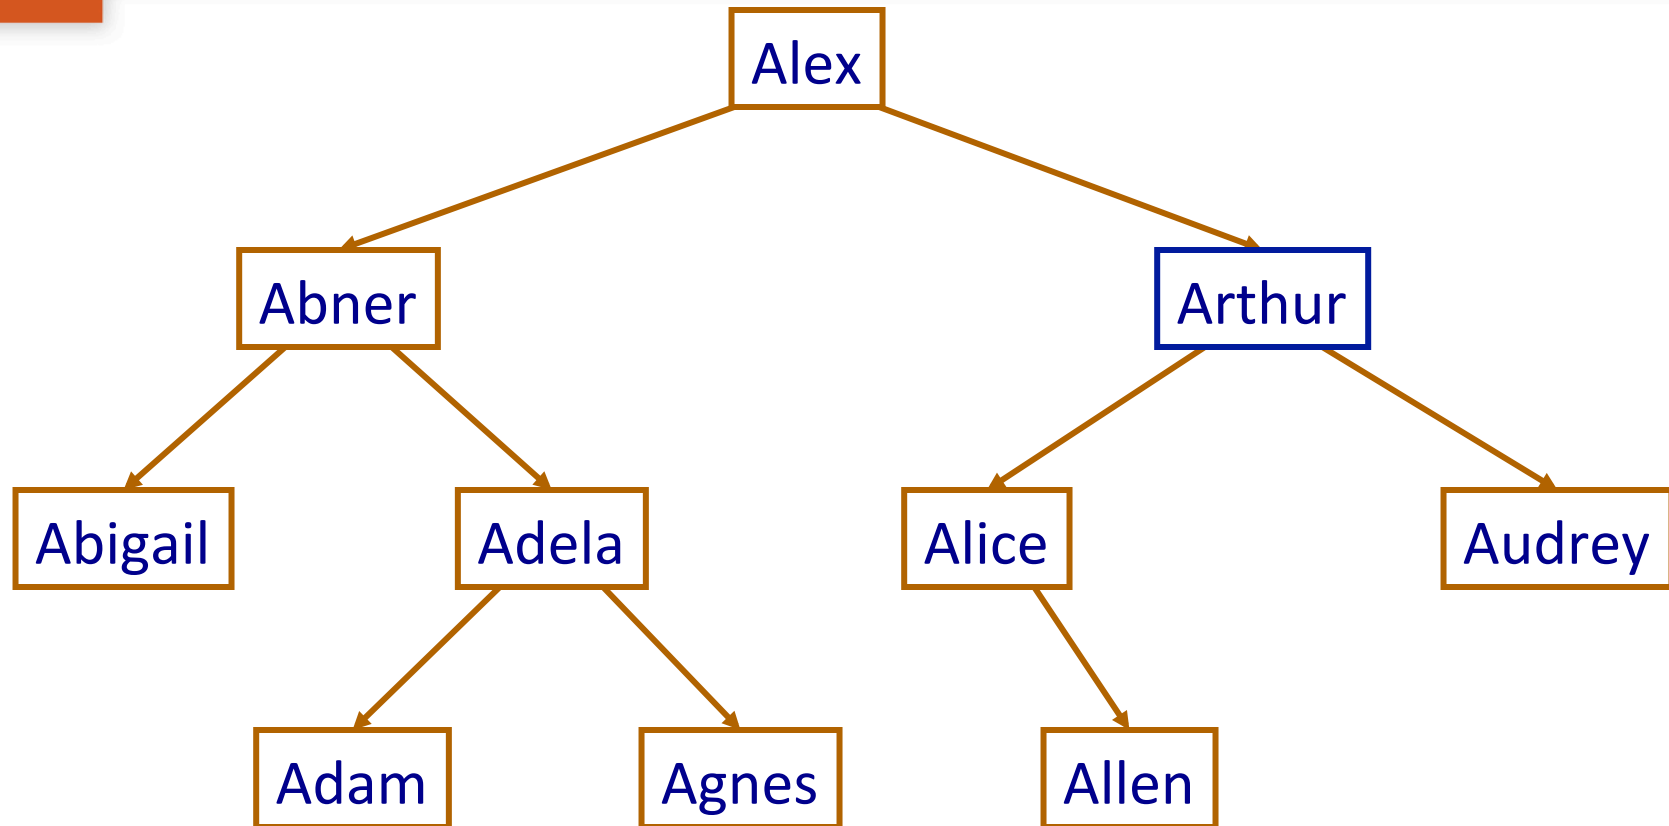 Alex
Abner
Arthur
Abigail
Adela
Alice
Audrey
Adam
Agnes
Allen